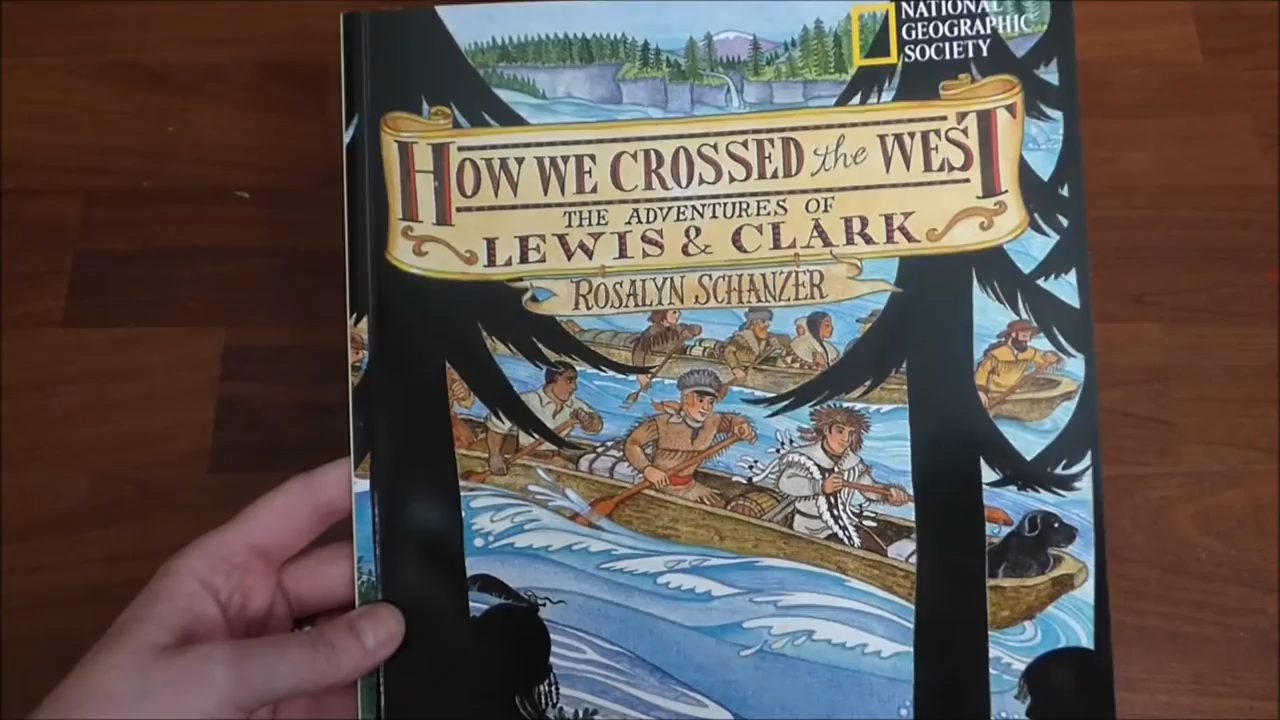 NATIONAL
GEOGRAPHIC
SOCIETY
HOW WE CROSSED the WEST
THE ADVENTURES OF
LEWIS & CLARK
ROSALYN SCHANZER